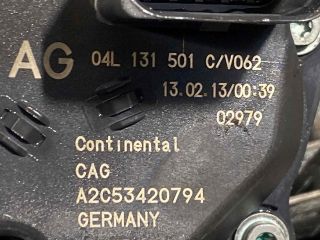 AG 04L 131 501 C/V062
13.02.13/00:39
02979
Continental
CAG
A2C53420794
GERMANY